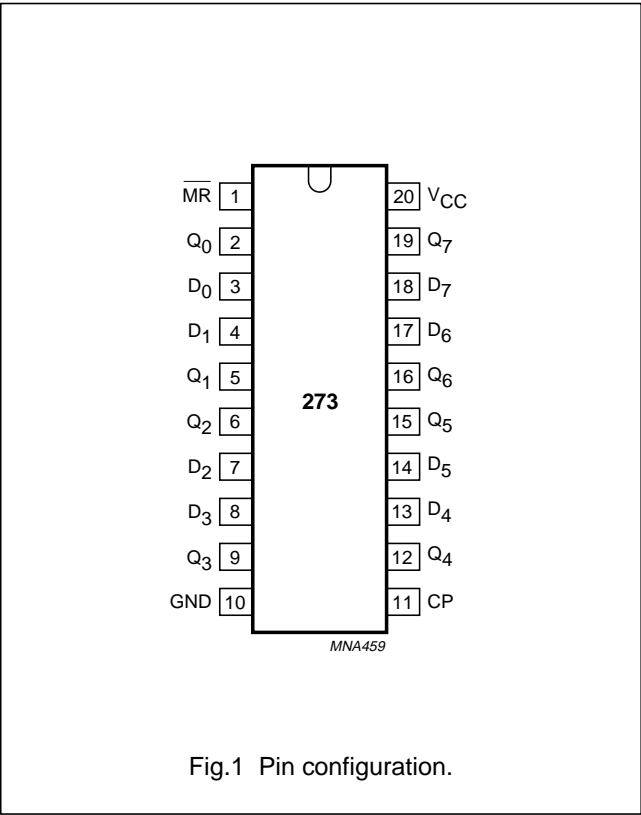 M̅R̅ 1 20 VCC
Q0 2 19 Q7
D0 3 18 D7
D1 4 17 D6
Q1 5 16 Q6
273
Q2 6 15 Q5
D2 7 14 D5
D3 8 13 D4
Q3 9 12 Q4
GND 10 11 CP
MNA459
Fig.1 Pin configuration.